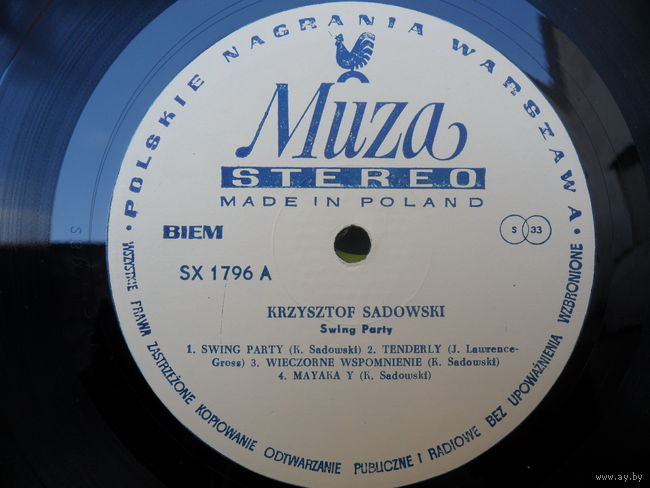 POLSKIE NAGRANIA WARSZAWA
Muza
STEREO
MADE IN POLAND
BIEM
S 33
SX 1796 A
KRZYSZTOF SADOWSKI
Swing Party
1. SWING PARTY (K. Sadowski) 2. TENDERLY (J. Lawrence-
Gross) 3. WIECZORNE WSPOMNIENIE (K. Sadowski)
4. MAYAKA Y (K. Sadowski)
WSZYSTKIE PRAWA ZASTRZEŻONE KOPIOWANIE ODTWARZANIE PUBLICZNE I RADIOWE BEZ UPOWAŻNIENIA WZBRONIONE
www.ay.by